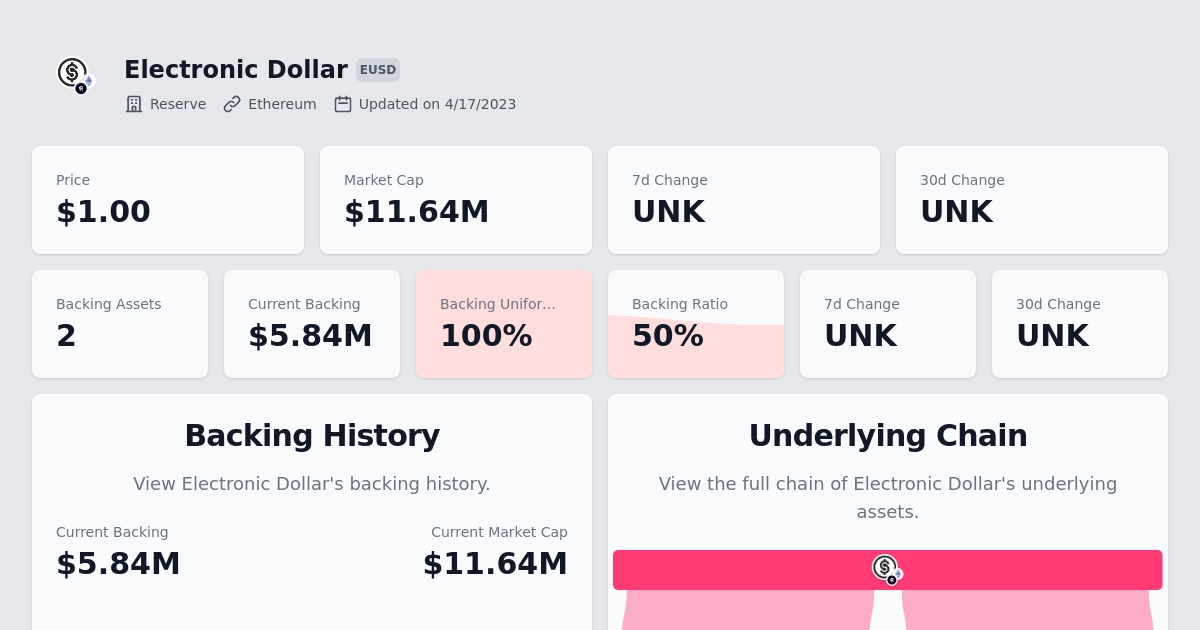 Electronic Dollar EUSD
Reserve Ethereum Updated on 4/17/2023
Price
$1.00
Market Cap
$11.64M
7d Change
UNK
30d Change
UNK
Backing Assets
2
Current Backing
$5.84M
Backing Unifor...
100%
Backing Ratio
50%
7d Change
UNK
30d Change
UNK
Backing History
View Electronic Dollar's backing history.
Current Backing
$5.84M
Current Market Cap
$11.64M
Underlying Chain
View the full chain of Electronic Dollar's underlying
assets.